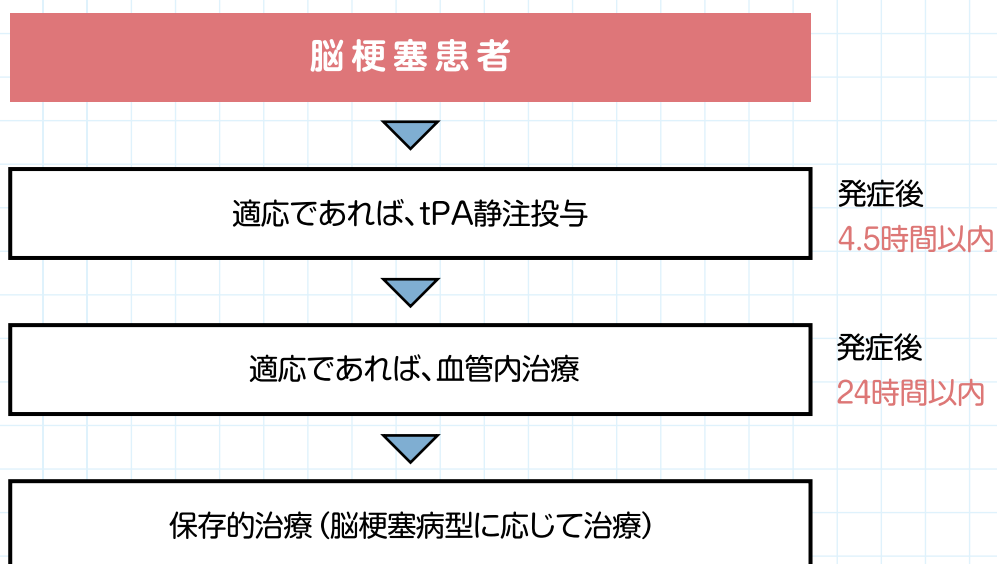 脳梗塞患者
適応であれば、tPA静注投与
発症後
4.5時間以内
適応であれば、血管内治療
発症後
24時間以内
保存的治療（脳梗塞病型に応じて治療）